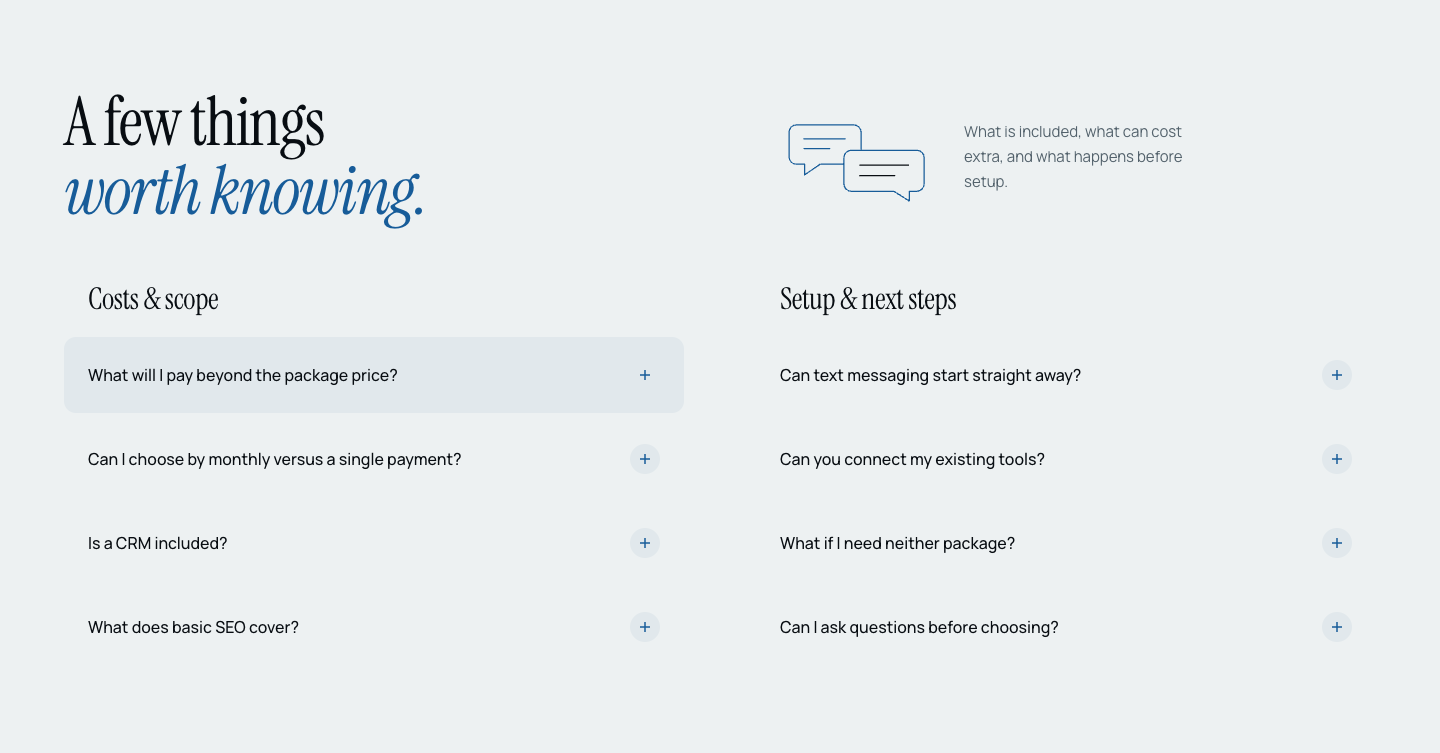 A few things
worth knowing.
What is included, what can cost
extra, and what happens before
setup.
Costs & scope
What will I pay beyond the package price?
Can I choose by monthly versus a single payment?
Is a CRM included?
What does basic SEO cover?
Setup & next steps
Can text messaging start straight away?
Can you connect my existing tools?
What if I need neither package?
Can I ask questions before choosing?